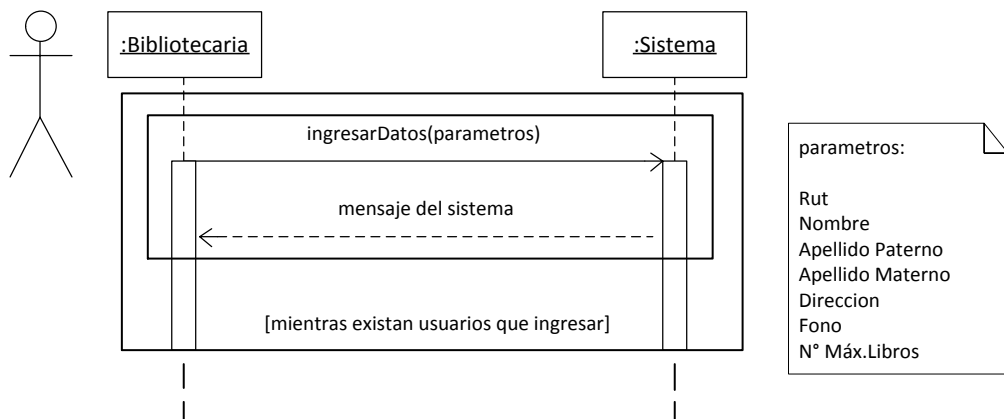 :Bibliotecaria
:Sistema
ingresarDatos(parametros)
mensaje del sistema
[mientras existan usuarios que ingresar]
parametros:
Rut
Nombre
Apellido Paterno
Apellido Materno
Direccion
Fono
N° Máx.Libros